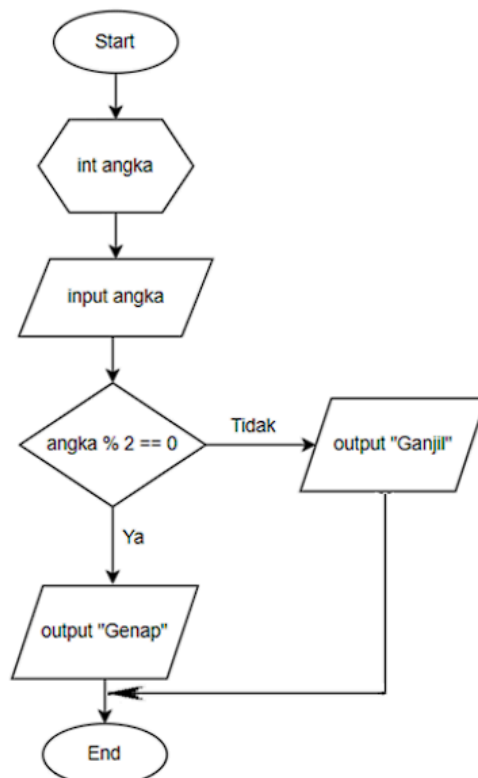 Start
int angka
input angka
angka % 2 == 0
Tidak
output "Ganjil"
Ya
output "Genap"
End